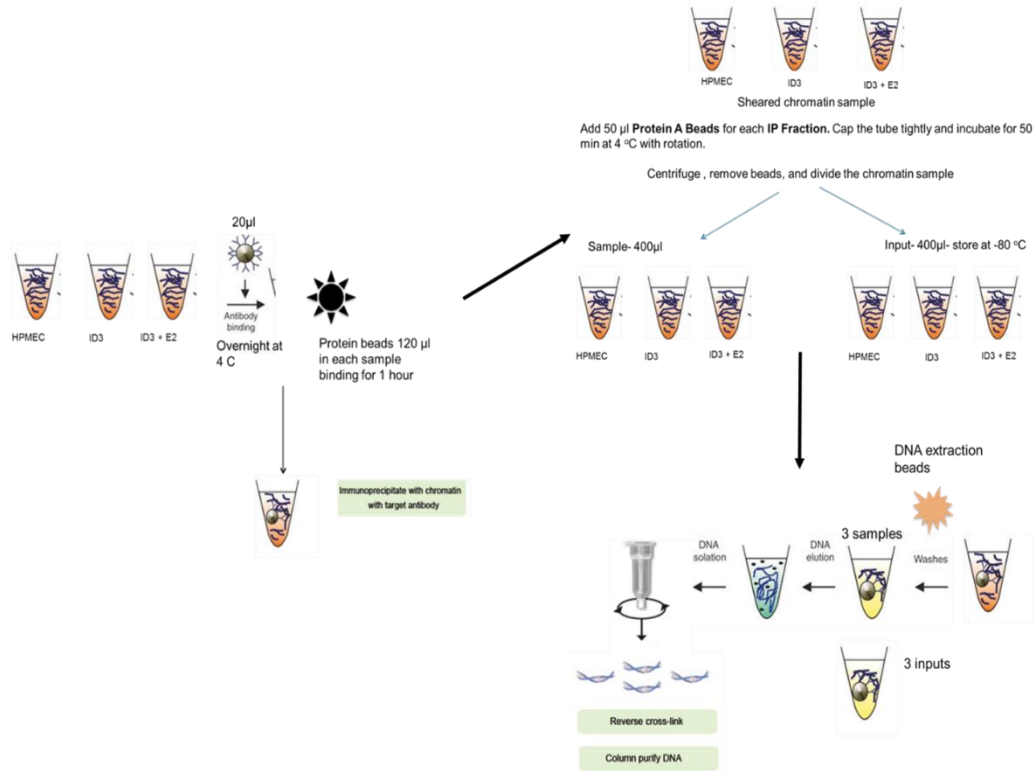 HPMEC
ID3
ID3 + E2
20µl
Antibody
binding
Overnight at
4 C
Protein beads 120 µl
in each sample
binding for 1 hour
Immunoprecipitate with chromatin
with target antibody
HPMEC
ID3
ID3 + E2
Sheared chromatin sample
Add 50 µl Protein A Beads for each IP Fraction. Cap the tube tightly and incubate for 50
min at 4 °C with rotation.
Centrifuge , remove beads, and divide the chromatin sample
Sample- 400µl
HPMEC
ID3
ID3 + E2
Input- 400µl- store at -80 °C
HPMEC
ID3
ID3 + E2
DNA extraction
beads
3 samples
Washes
DNA
elution
DNA
solation
3 inputs
Reverse cross-link
Column purify DNA